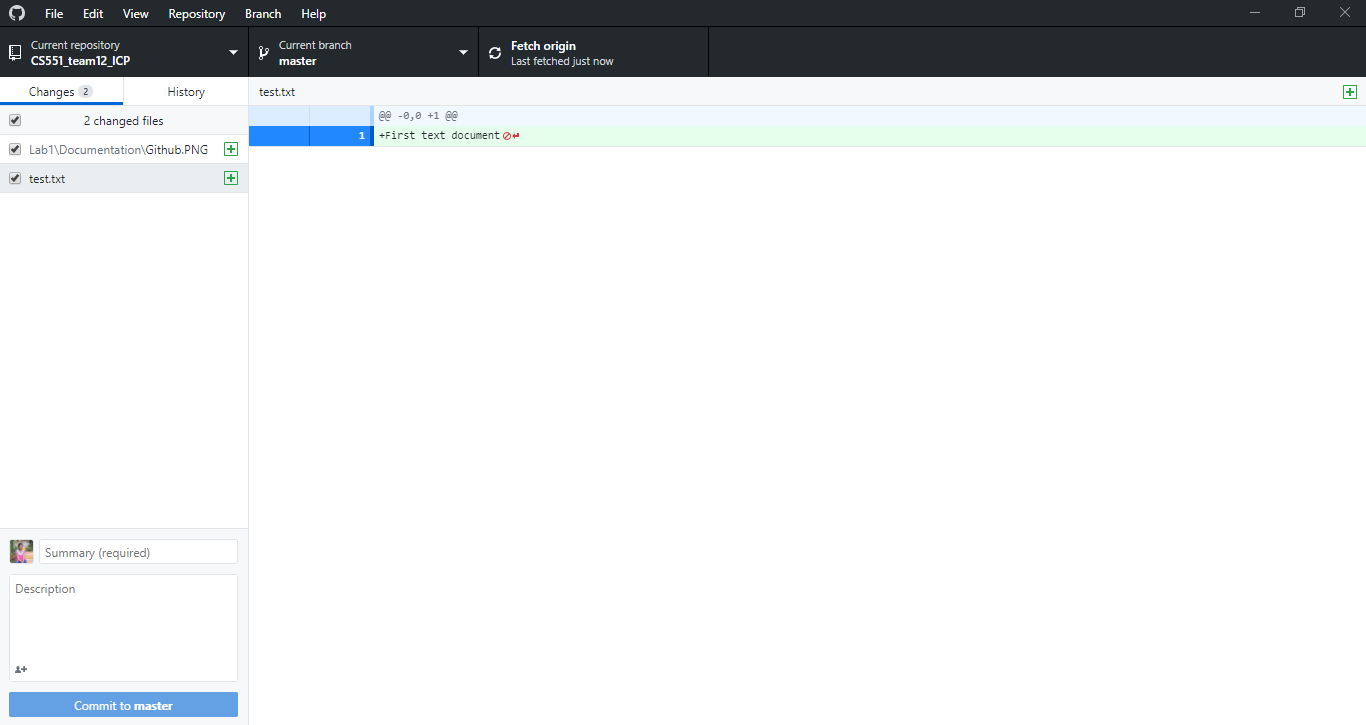 File Edit View Repository Branch Help
Current repository
CS551_team12_ICP
Current branch
master
Fetch origin
Last fetched just now
Changes 2
History
test.txt
2 changed files
Lab1\Documentation\Github.PNG
test.txt
@@ -0,0 +1 @@
1 +First text document
Summary (required)
Description
Commit to master